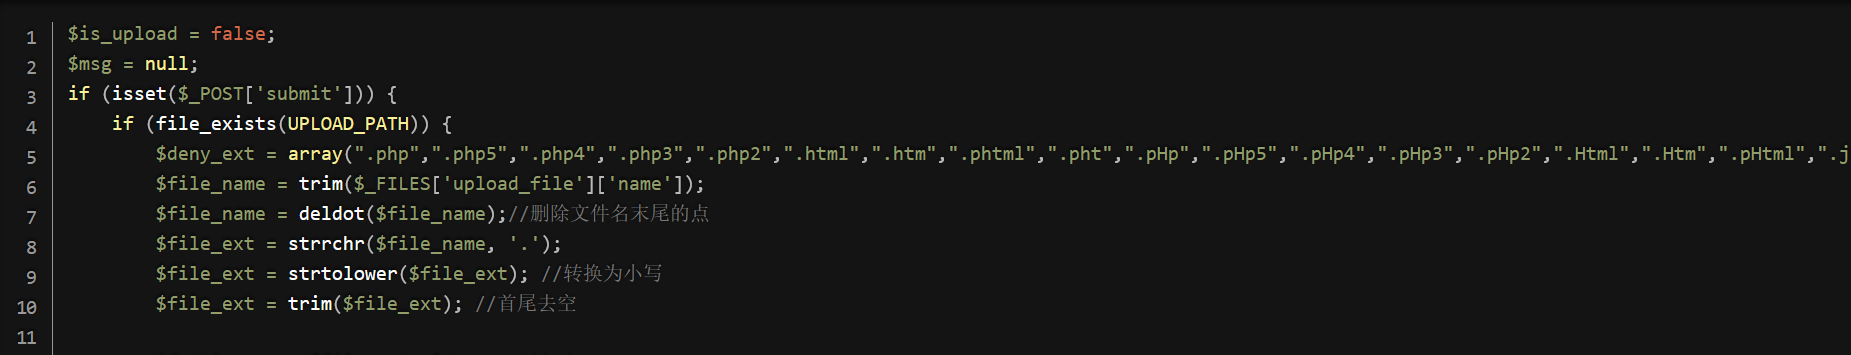 1 $is_upload = false;
2 $msg = null;
3 if (isset($_POST['submit'])) {
4 if (file_exists(UPLOAD_PATH)) {
5 $deny_ext = array(".php",".php5",".php4",".php3",".php2",".html",".htm",".phtml",".pht",".pHp",".pHp5",".pHp4",".pHp3",".pHp2",".Html",".Htm",".pHtml",".j
6 $file_name = trim($_FILES['upload_file']['name']);
7 $file_name = deldot($file_name);//删除文件名末尾的点
8 $file_ext = strrchr($file_name, '.');
9 $file_ext = strtolower($file_ext); //转换为小写
10 $file_ext = trim($file_ext); //首尾去空
11